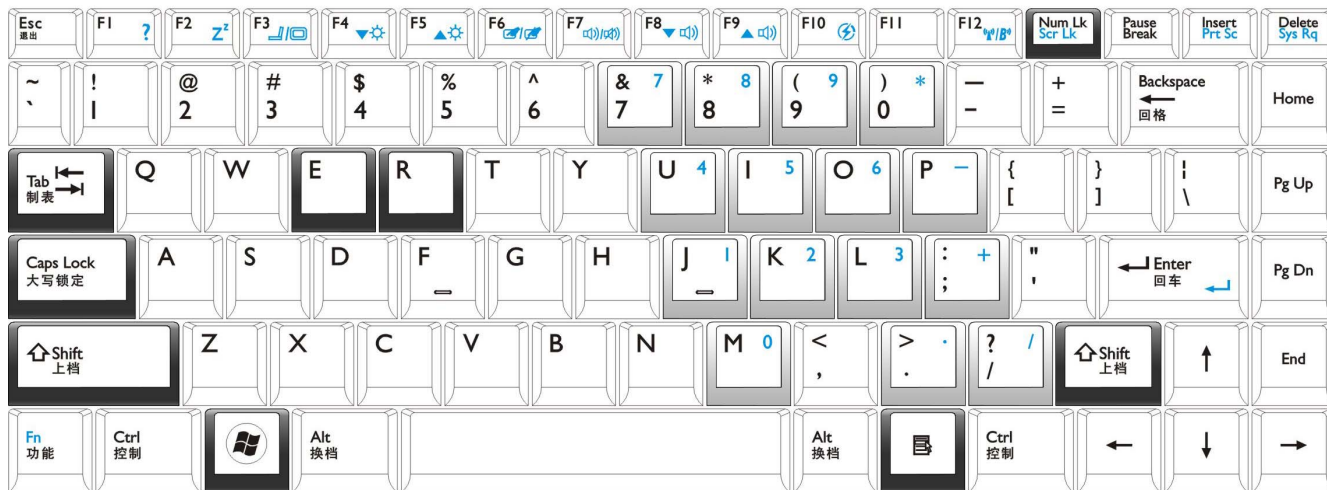 Esc F1 ? F2 Zz F3 F4 F5 F6 F7 F8 F9 F10 F11 F12 Num Lk Pause Insert Delete
退出 Scr Lk Break Prt Sc Sys Rq
~ ! @ # $ % ^ & 7 * 8 ( 9 ) * — + Backspace Home
` 1 2 3 4 5 6 7 8 9 0 - = 回格
Tab Q W E R T Y U 4 I 5 O 6 P - { } ¦ Pg Up
制表 [ ] \
Caps Lock A S D F G H J 1 K 2 L 3 : + " Enter Pg Dn
大写锁定 ; ' 回车
Shift Z X C V B N M 0 < > . ? / Shift End
上档 , . / 上档
Fn Ctrl Alt Alt Ctrl
功能 控制 换档 换档 控制